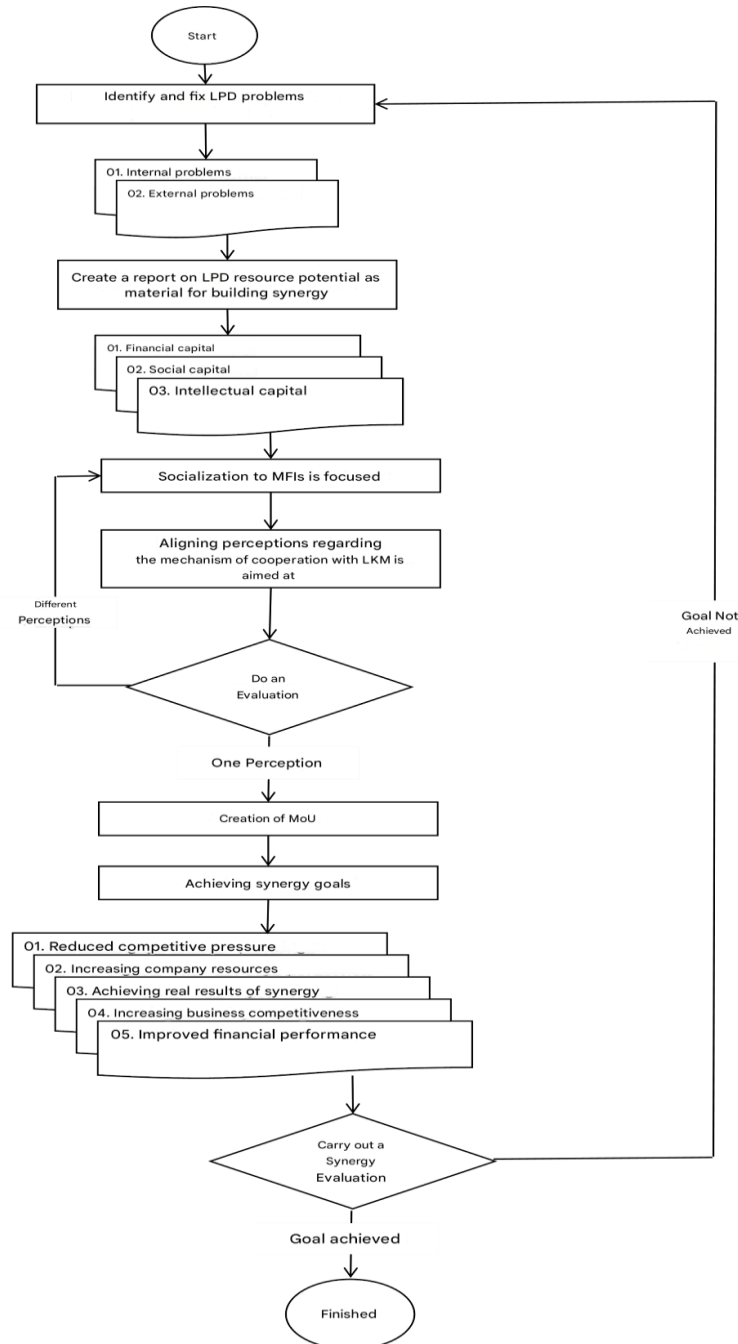 Start
Identify and fix LPD problems
01. Internal problems
02. External problems
Create a report on LPD resource potential as
material for building synergy
01. Financial capital
02. Social capital
03. Intellectual capital
Socialization to MFIs is focused
Aligning perceptions regarding
the mechanism of cooperation with LKM is
aimed at
Different
Perceptions
Goal Not
Achieved
Do an
Evaluation
One Perception
Creation of MoU
Achieving synergy goals
01. Reduced competitive pressure
02. Increasing company resources
03. Achieving real results of synergy
04. Increasing business competitiveness
05. Improved financial performance
Carry out a
Synergy
Evaluation
Goal achieved
Finished